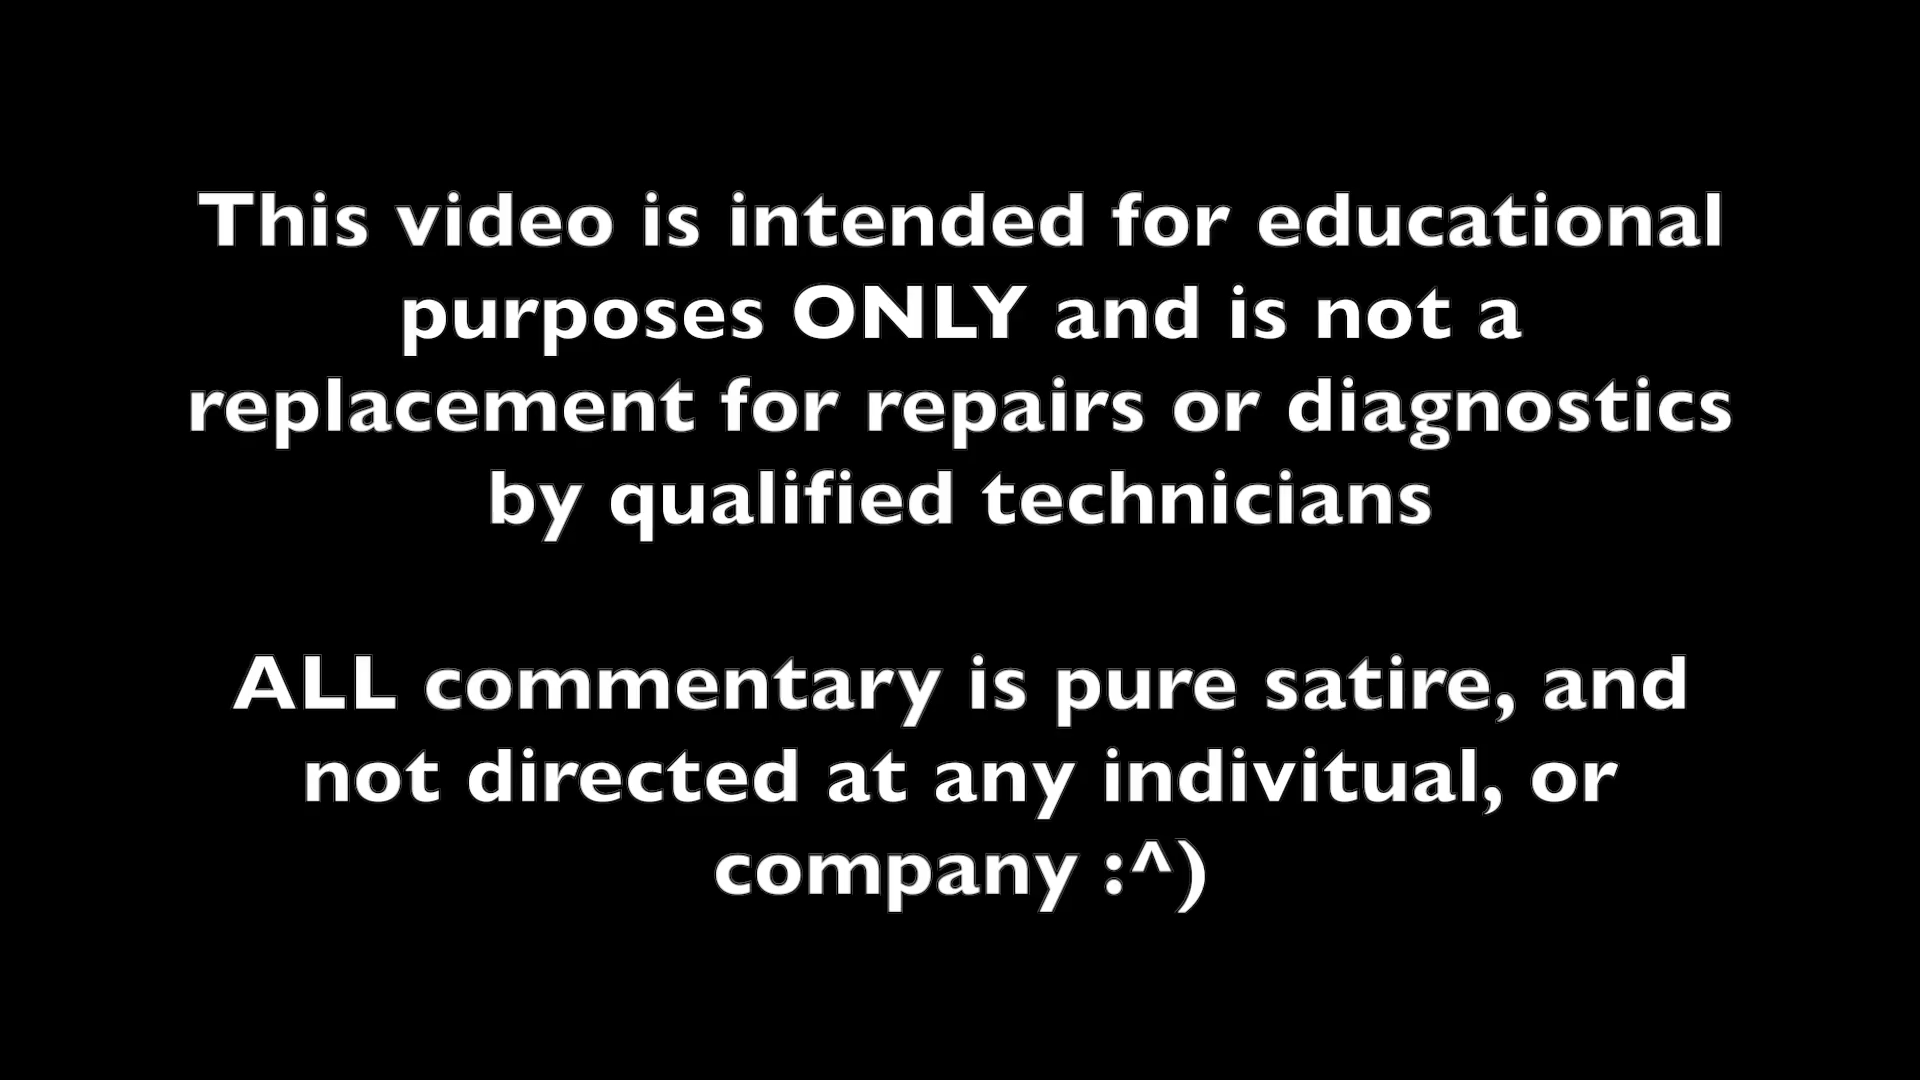 This video is intended for educational
purposes ONLY and is not a
replacement for repairs or diagnostics
by qualified technicians
ALL commentary is pure satire, and
not directed at any indivitual, or
company :^)